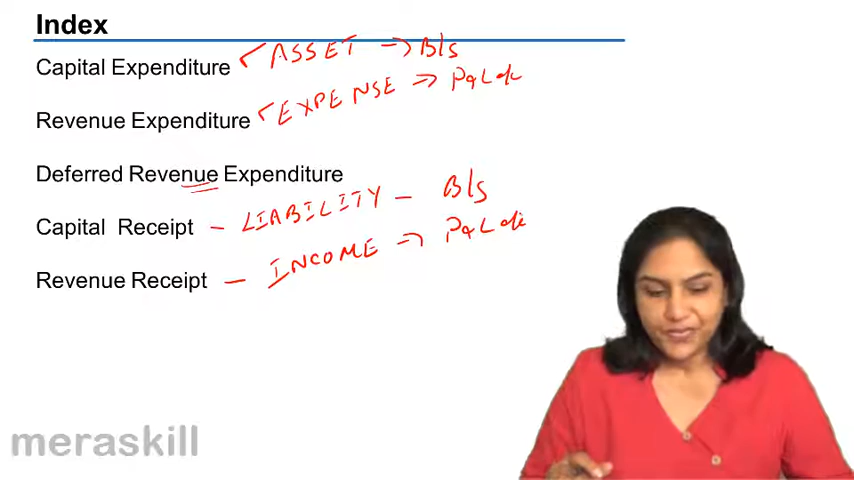 Index
Capital Expenditure ASSET → B/S
Revenue Expenditure EXPENSE → P&L a/c
Deferred Revenue Expenditure
Capital Receipt - LIABILITY - B/S
Revenue Receipt - INCOME → P&L a/c
meraskill